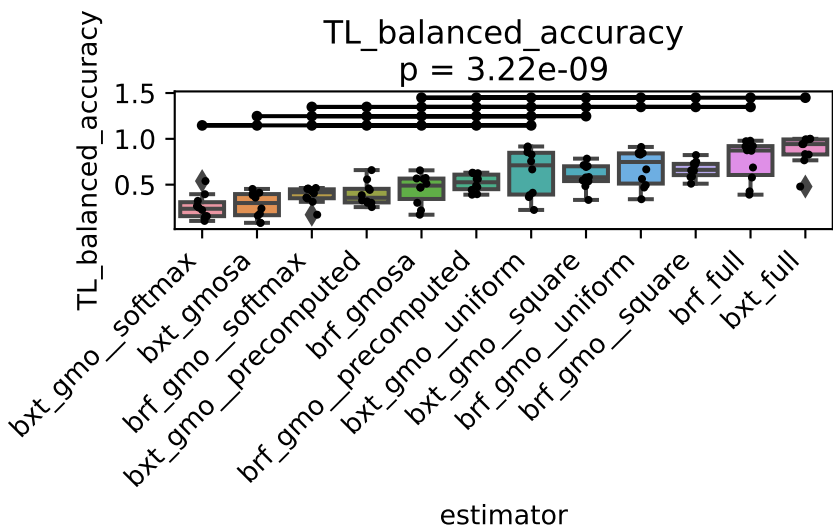 TL_balanced_accuracy
p = 3.22e-09
TL_balanced_accuracy
1.5
1.0
0.5
bxt_gmo__softmax
bxt_gmosa
brf_gmo__softmax
bxt_gmo__precomputed
brf_gmosa
brf_gmo__precomputed
bxt_gmo__uniform
bxt_gmo__square
brf_gmo__uniform
brf_gmo__square
brf_full
bxt_full
estimator